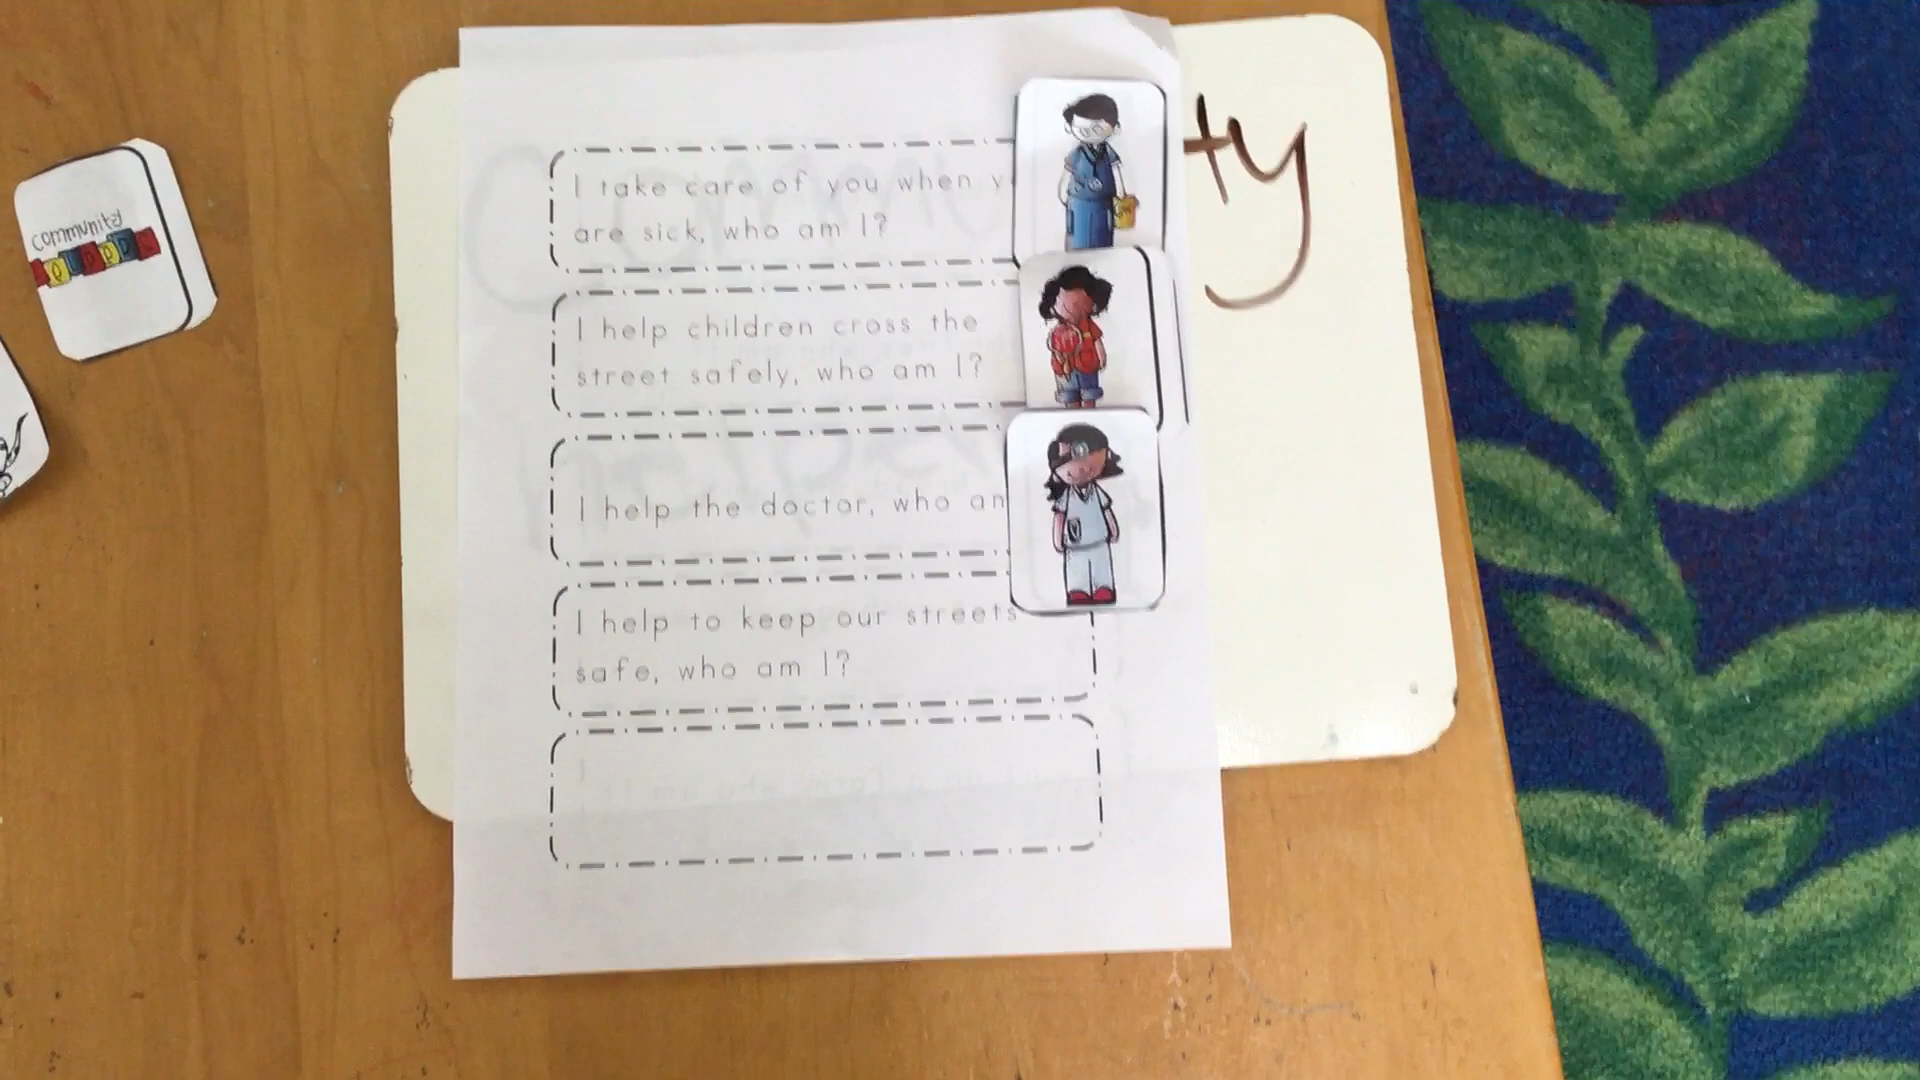 community
ty
I take care of you when y
are sick, who am I?
I help children cross the
street safely, who am I?
I help the doctor, who am
I help to keep our streets
safe, who am I?